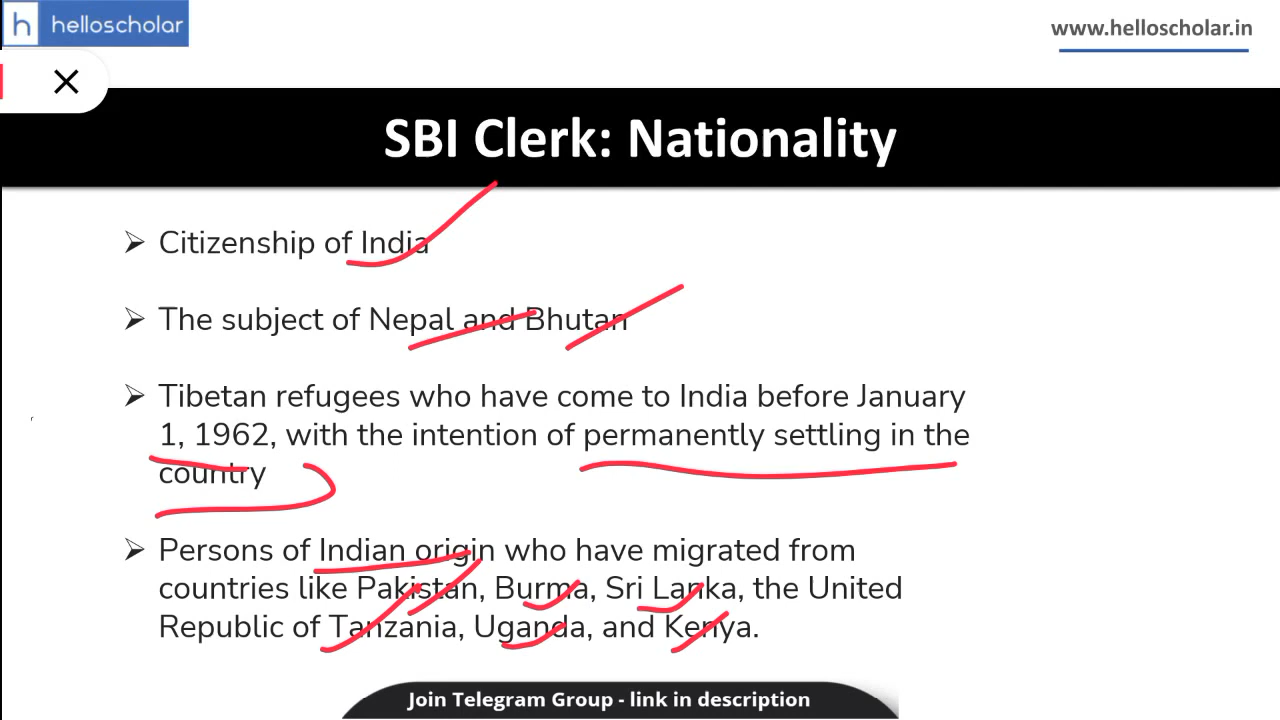 h helloscholar
www.helloscholar.in
SBI Clerk: Nationality
➢ Citizenship of India
➢ The subject of Nepal and Bhutan
➢ Tibetan refugees who have come to India before January
1, 1962, with the intention of permanently settling in the
country
➢ Persons of Indian origin who have migrated from
countries like Pakistan, Burma, Sri Lanka, the United
Republic of Tanzania, Uganda, and Kenya.
Join Telegram Group - link in description